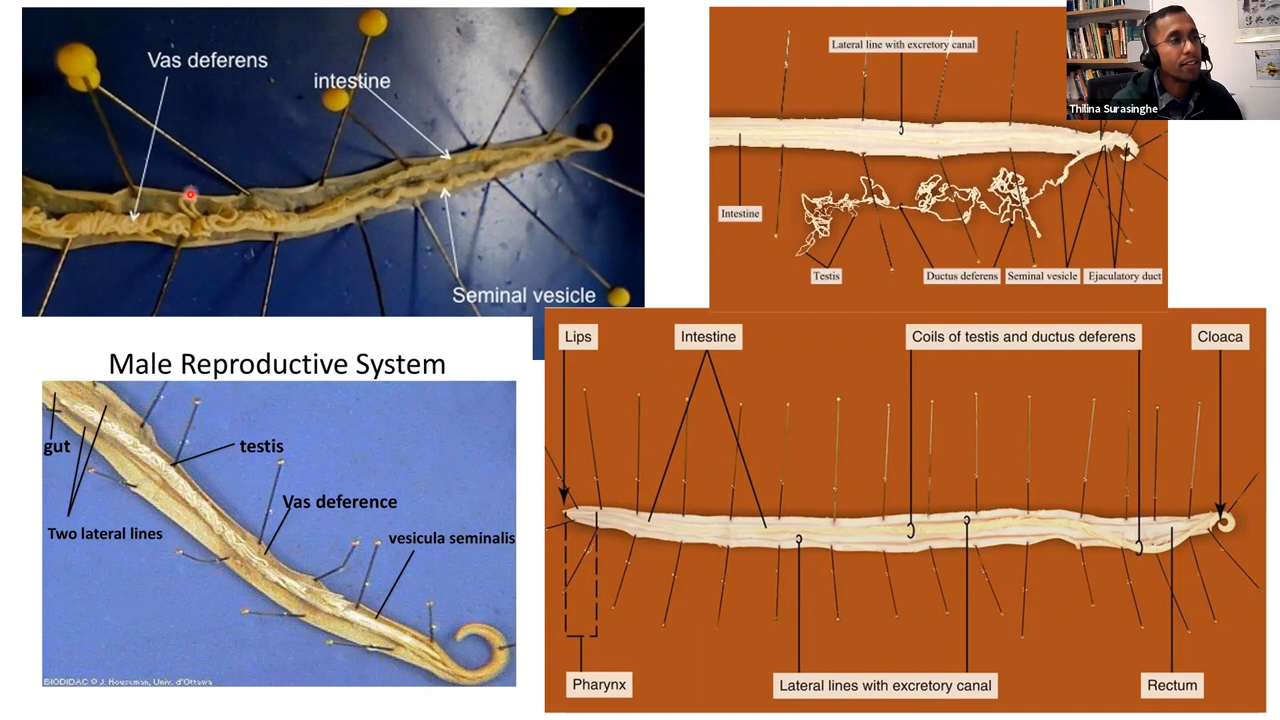 Vas deferens
intestine
Seminal vesicle
Lateral line with excretory canal
Intestine
Testis
Ductus deferens
Seminal vesicle
Ejaculatory duct
Thilina Surasinghe
Male Reproductive System
gut
testis
Two lateral lines
Vas deference
vesicula seminalis
BIODIDAC © J. Houseman, Univ. d'Ottawa
Lips
Intestine
Coils of testis and ductus deferens
Cloaca
Pharynx
Lateral lines with excretory canal
Rectum